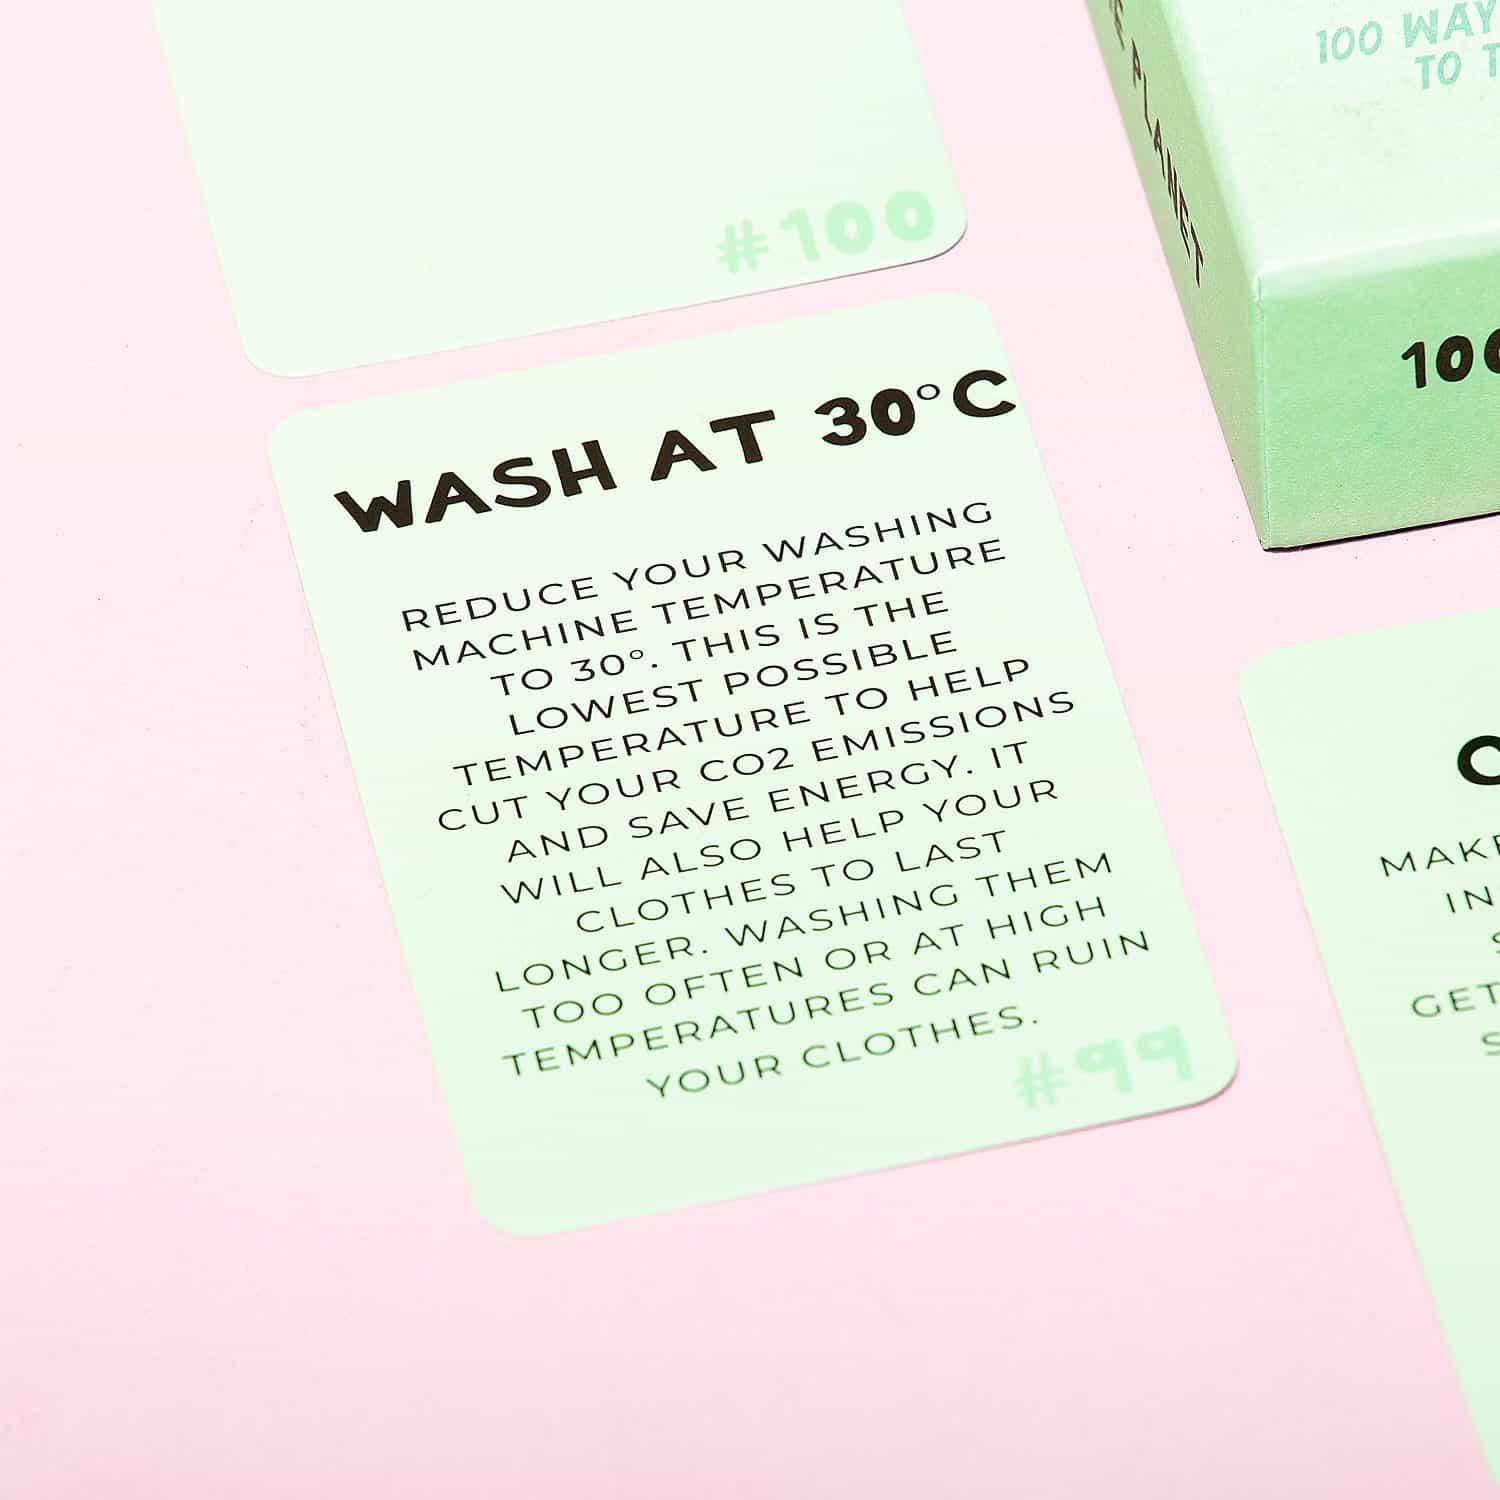 #100
WASH AT 30°C
REDUCE YOUR WASHING
MACHINE TEMPERATURE
TO 30°. THIS IS THE
LOWEST POSSIBLE
TEMPERATURE TO HELP
CUT YOUR CO2 EMISSIONS
AND SAVE ENERGY. IT
WILL ALSO HELP YOUR
CLOTHES TO LAST
LONGER. WASHING THEM
TOO OFTEN OR AT HIGH
TEMPERATURES CAN RUIN
YOUR CLOTHES.
#99
100 WAY
TO T
PLANET
100
MAKE
IN
GET